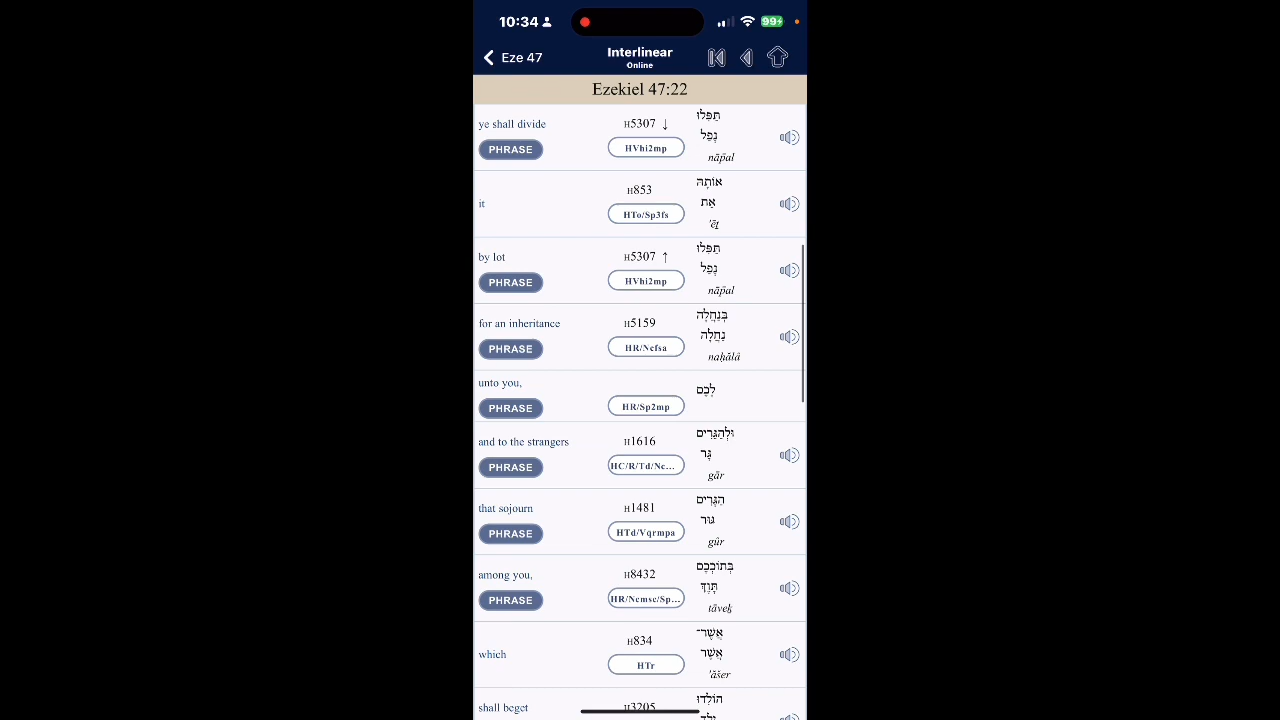 10:34
99
Eze 47
Interlinear
Online
Ezekiel 47:22
ye shall divide
PHRASE
H5307 ↓
HVhi2mp
תַּפִּלוּ
נָפַל
nāp̄al
it
H853
HTo/Sp3fs
אוֹתָהּ
אֵת
'ēṯ
by lot
PHRASE
H5307 ↑
HVhi2mp
תַּפִּלוּ
נָפַל
nāp̄al
for an inheritance
PHRASE
H5159
HR/Ncfsa
בְּנַחֲלָה
נַחֲלָה
naḥălâ
unto you,
PHRASE
HR/Sp2mp
לָכֶם
and to the strangers
PHRASE
H1616
HC/R/Td/Nc...
וּלְהַגֵּרִים
גֵּר
gār
that sojourn
PHRASE
H1481
HTd/Vqrmpa
הַגָּרִים
גּוּר
gûr
among you,
PHRASE
H8432
HR/Ncmsc/Sp...
בְּתוֹכְכֶם
תָּוֶךְ
tāveḵ
which
H834
HTr
אֲשֶׁר־
אֲשֶׁר
'ăšer
shall beget
H3205
הוֹלִדוּ